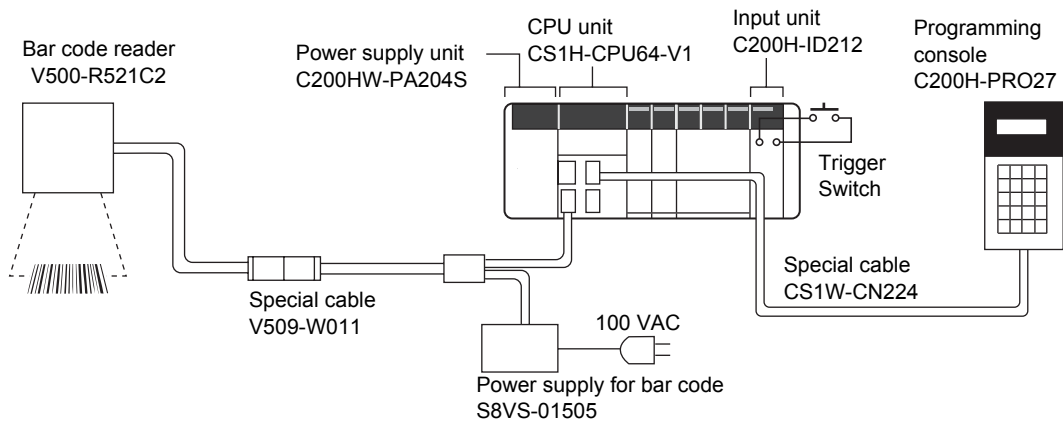 Bar code reader
V500-R521C2
Power supply unit
C200HW-PA204S
CPU unit
CS1H-CPU64-V1
Input unit
C200H-ID212
Programming
console
C200H-PRO27
Trigger
Switch
Special cable
V509-W011
Special cable
CS1W-CN224
100 VAC
Power supply for bar code
S8VS-01505